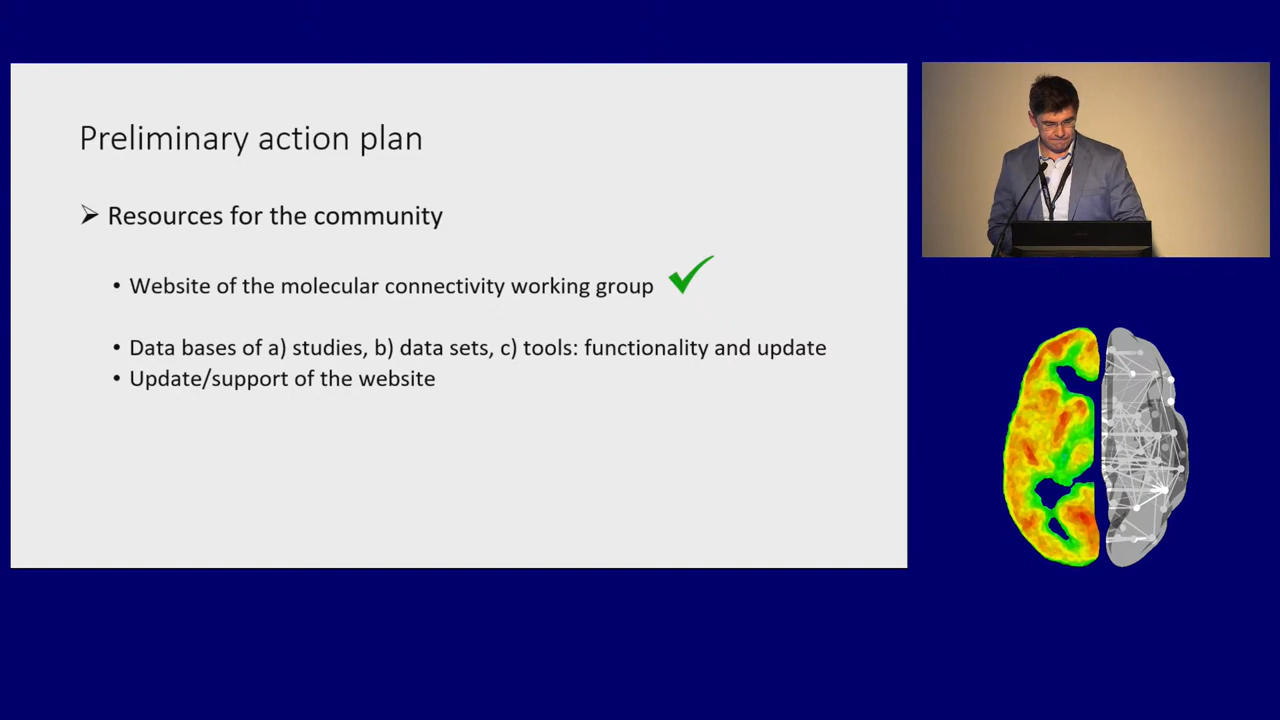 Preliminary action plan
➢ Resources for the community
• Website of the molecular connectivity working group
• Data bases of a) studies, b) data sets, c) tools: functionality and update
• Update/support of the website